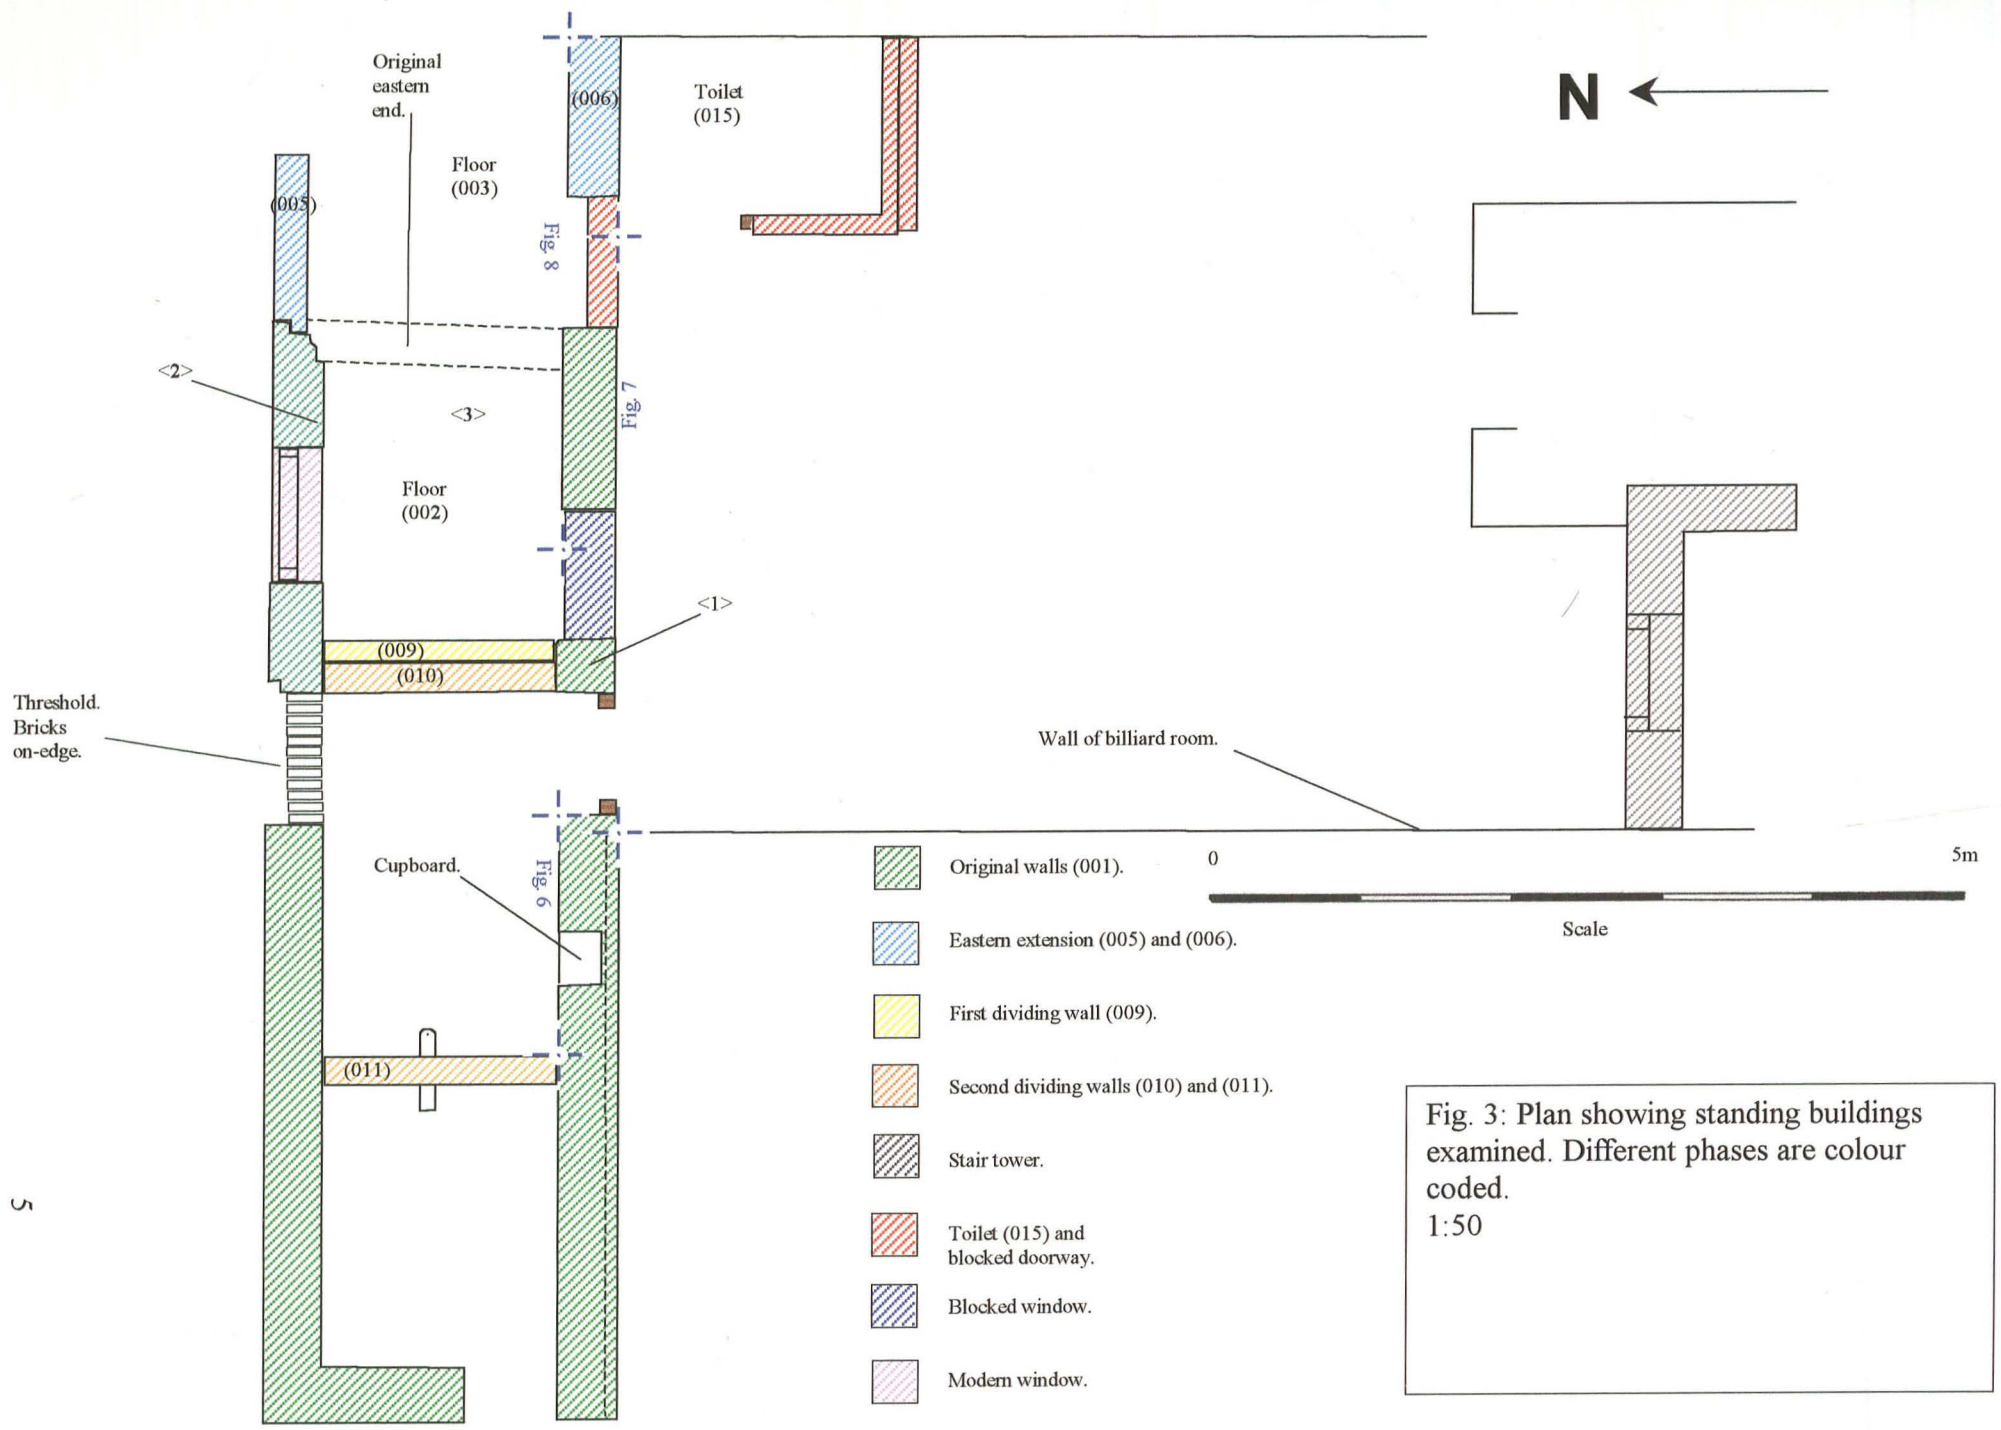 Original
eastern
end.
(006)
Toilet
(015)
N
Floor
(003)
(005)
Fig. 8
<2>
<3>
Fig. 7
Floor
(002)
<1>
(009)
(010)
Threshold.
Bricks
on-edge.
Wall of billiard room.
Cupboard.
Fig. 6
(011)
0
5m
Scale
Original walls (001).
Eastern extension (005) and (006).
First dividing wall (009).
Second dividing walls (010) and (011).
Stair tower.
Toilet (015) and
blocked doorway.
Blocked window.
Modern window.
Fig. 3: Plan showing standing buildings
examined. Different phases are colour
coded.
1:50
5